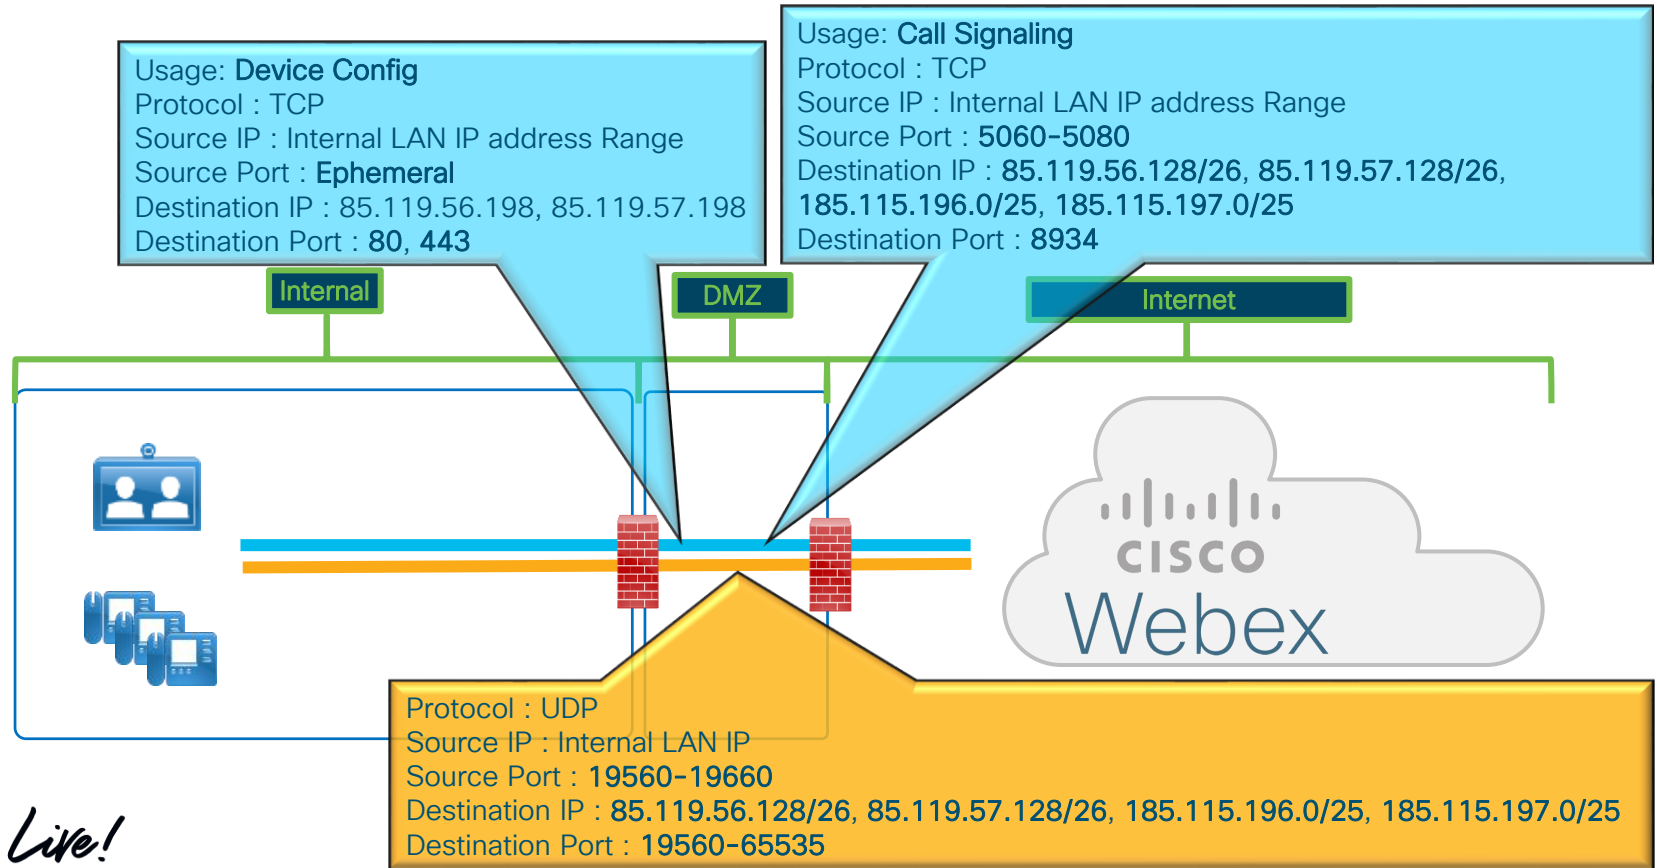 Usage: Device Config
Protocol : TCP
Source IP : Internal LAN IP address Range
Source Port : Ephemeral
Destination IP : 85.119.56.198, 85.119.57.198
Destination Port : 80, 443
Usage: Call Signaling
Protocol : TCP
Source IP : Internal LAN IP address Range
Source Port : 5060-5080
Destination IP : 85.119.56.128/26, 85.119.57.128/26,
185.115.196.0/25, 185.115.197.0/25
Destination Port : 8934
Internal
DMZ
Internet
CISCO
Webex
Protocol : UDP
Source IP : Internal LAN IP
Source Port : 19560-19660
Destination IP : 85.119.56.128/26, 85.119.57.128/26, 185.115.196.0/25, 185.115.197.0/25
Destination Port : 19560-65535
Live!